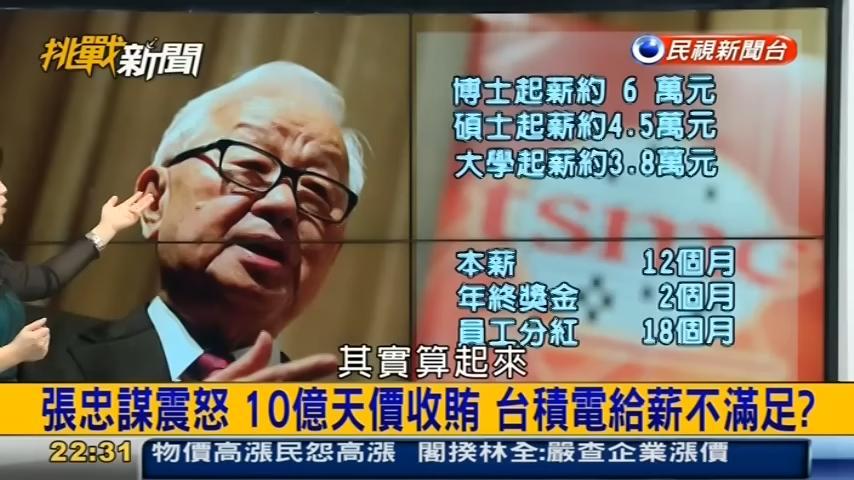 挑戰新聞
民視新聞台
博士起薪約 6 萬元
碩士起薪約4.5萬元
大學起薪約3.8萬元
tsmc
本薪 12個月
年終獎金 2個月
員工分紅 18個月
其實算起來
張忠謀震怒 10億天價收賄 台積電給薪不滿足?
22:31 物價高漲民怨高漲 閣揆林全:嚴查企業漲價